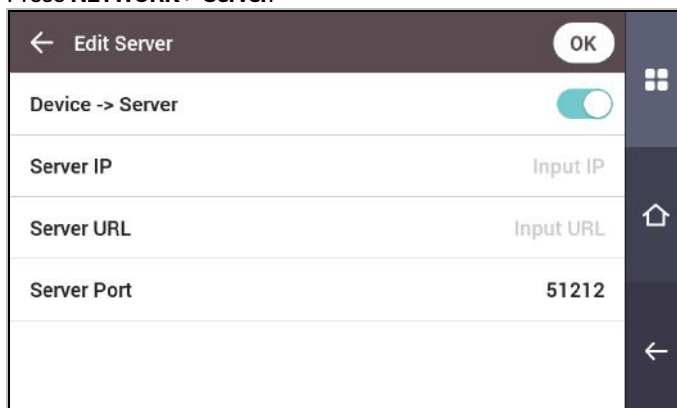 Edit Server
OK
Device -> Server
Server IP
Input IP
Server URL
Input URL
Server Port
51212